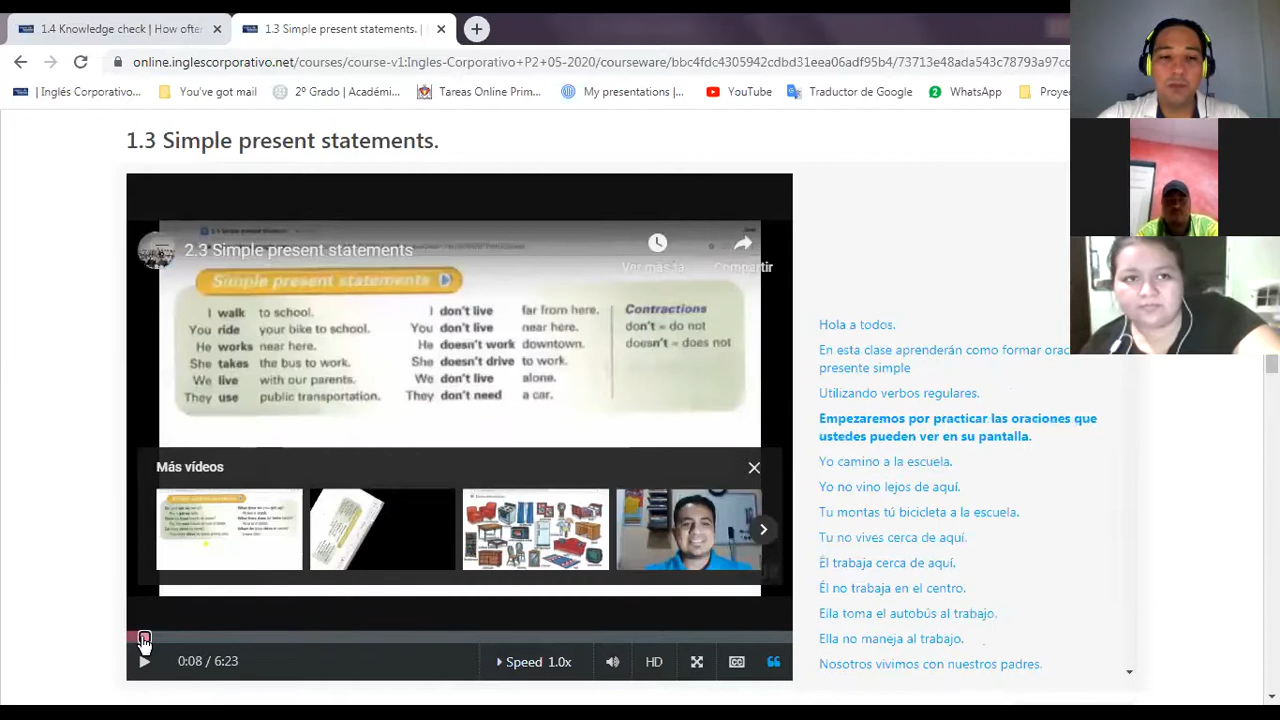 1.4 Knowledge check | How ofte
1.3 Simple present statements. |
online.inglescorporativo.net/courses/course-v1:Ingles-Corporativo+P2+05-2020/courseware/bbc4fdc4305942cdbd31eea06adf95b4/73713e48ada543c78793a97cc
| Inglés Corporativo...
You've got mail
2º Grado | Académi...
Tareas Online Prim...
My presentations |...
YouTube
Traductor de Google
2 WhatsApp
Proye
1.3 Simple present statements.
2.3 Simple present statements
Ver más ta
Compartir
Simple present statements
I walk to school. I don't live far from here. Contractions
You ride your bike to school. You don't live near here. don't = do not
He works near here. He doesn't work downtown. doesn't = does not
She takes the bus to work. She doesn't drive to work.
We live with our parents. We don't live alone.
They use public transportation. They don't need a car.
Más vídeos
0:08 / 6:23
Speed 1.0x
HD
Hola a todos.
En esta clase aprenderán como formar orac
presente simple
Utilizando verbos regulares.
Empezaremos por practicar las oraciones que
ustedes pueden ver en su pantalla.
Yo camino a la escuela.
Yo no vino lejos de aquí.
Tu montas tú bicicleta a la escuela.
Tu no vives cerca de aquí.
Él trabaja cerca de aquí,
Él no trabaja en el centro.
Ella toma el autobús al trabajo.
Ella no maneja al trabajo.
Nosotros vivimos con nuestros padres.